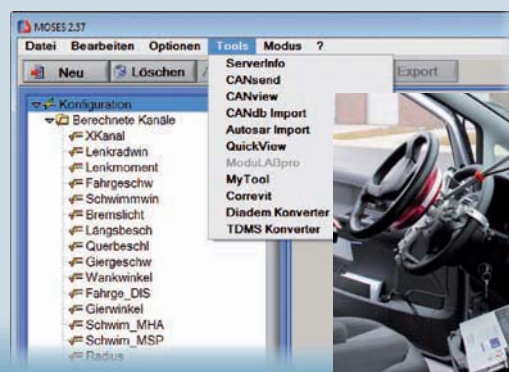 MOSES 2.57
Datei Bearbeiten Optionen Tools Modus ?
Neu Löschen Export
Konfiguration
Berechnete Kanäle
XKanal
Lenkradwin
Lenkmoment
Fahrgeschw
Schwimmwin
Bremslicht
Längsbesch
Querbeschl
Giergeschw
Wankwinkel
Fahrge_DIS
Gierwinkel
Schwim_MHA
Schwim_MSP
Radius
ServerInfo
CANsend
CANview
CANdb Import
Autosar Import
QuickView
ModuLABpro
MyTool
Correvit
Diadem Konverter
TDMS Konverter